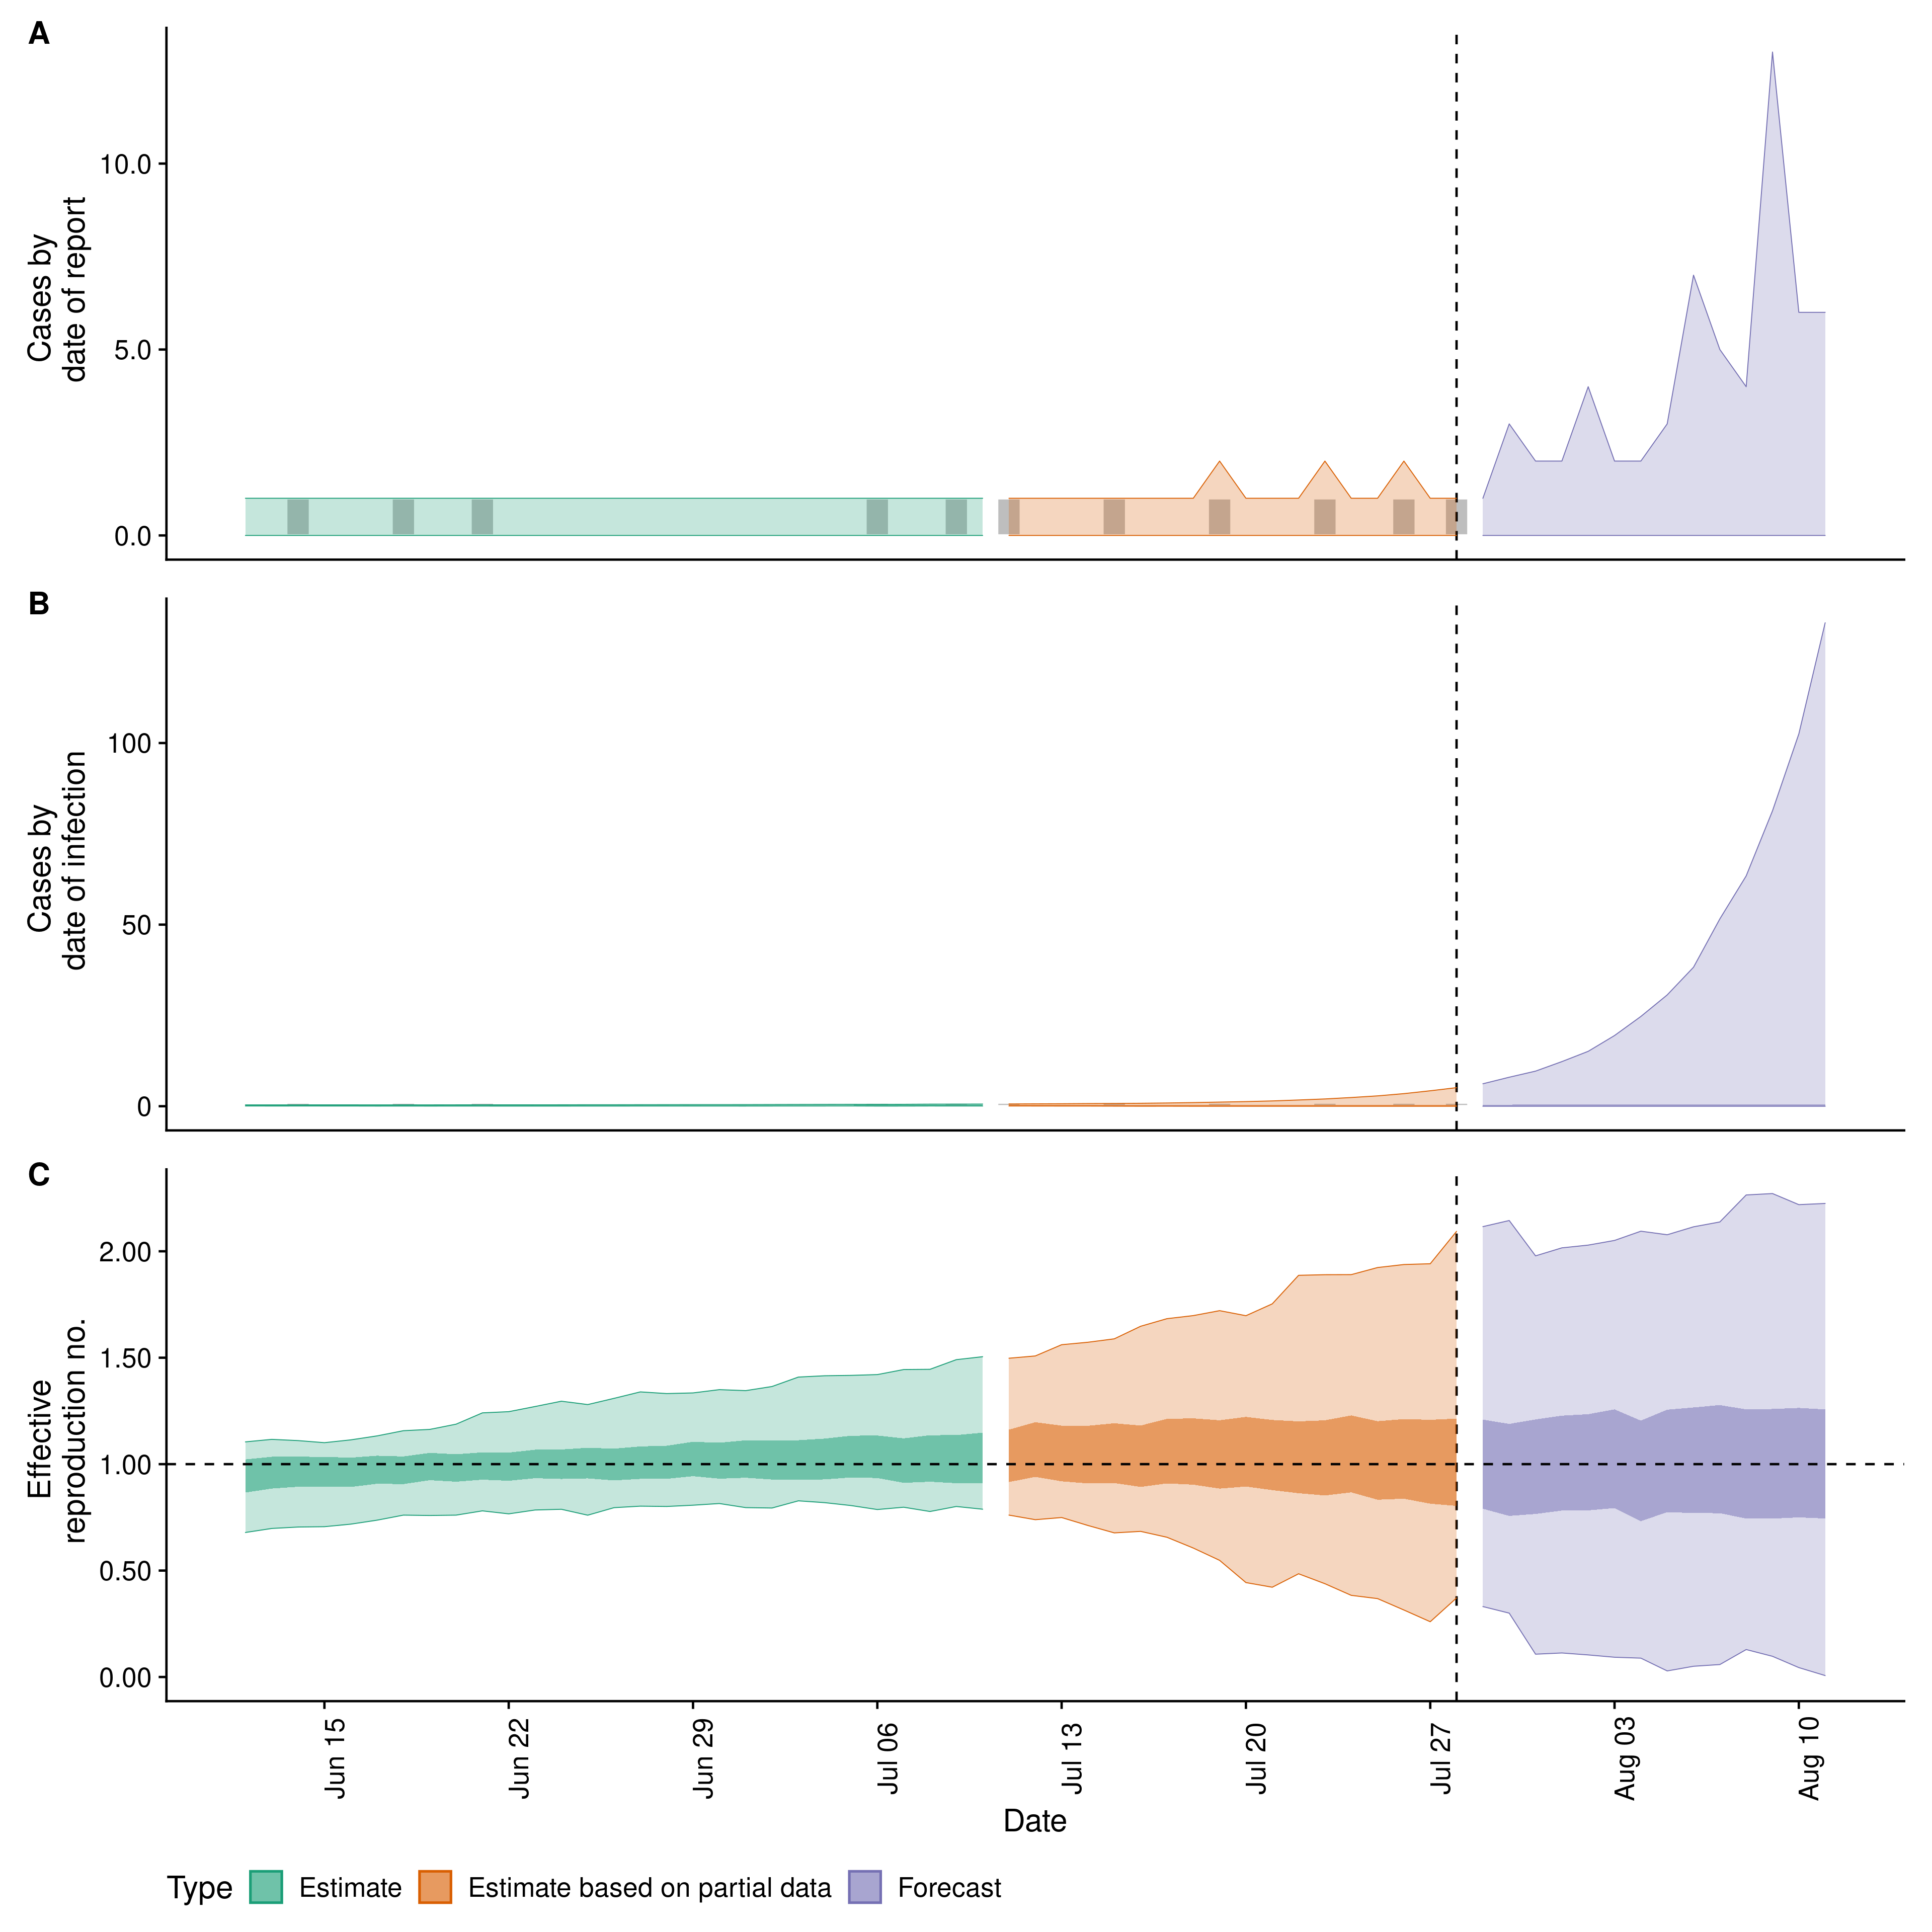 A
Cases by
date of report
10.0
5.0
0.0
B
Cases by
date of infection
100
50
0
C
Effective
reproduction no.
2.00
1.50
1.00
0.50
0.00
Jun 15
Jun 22
Jun 29
Jul 06
Jul 13
Jul 20
Jul 27
Aug 03
Aug 10
Date
Type Estimate Estimate based on partial data Forecast